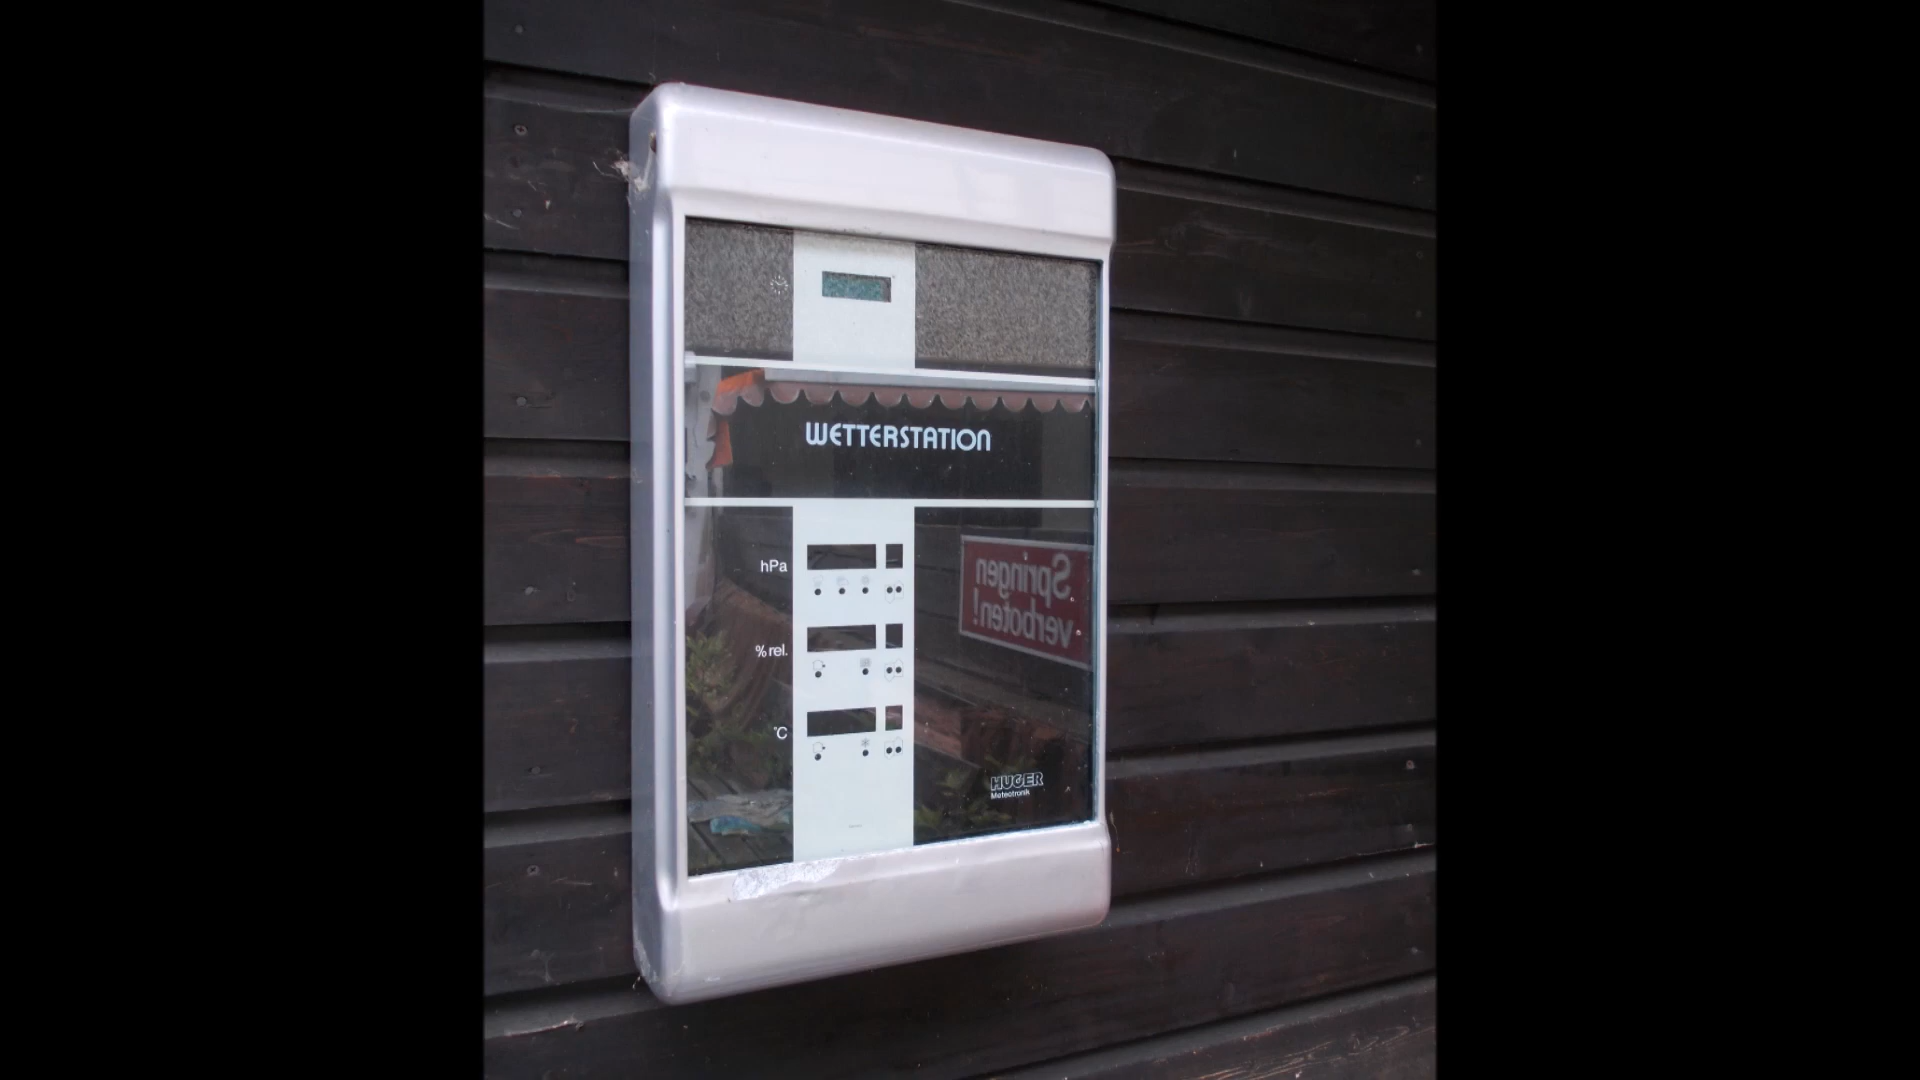 WETTERSTATION
hPa
Springen
verboten!
% rel.
°C
HUGER
Meteotronik